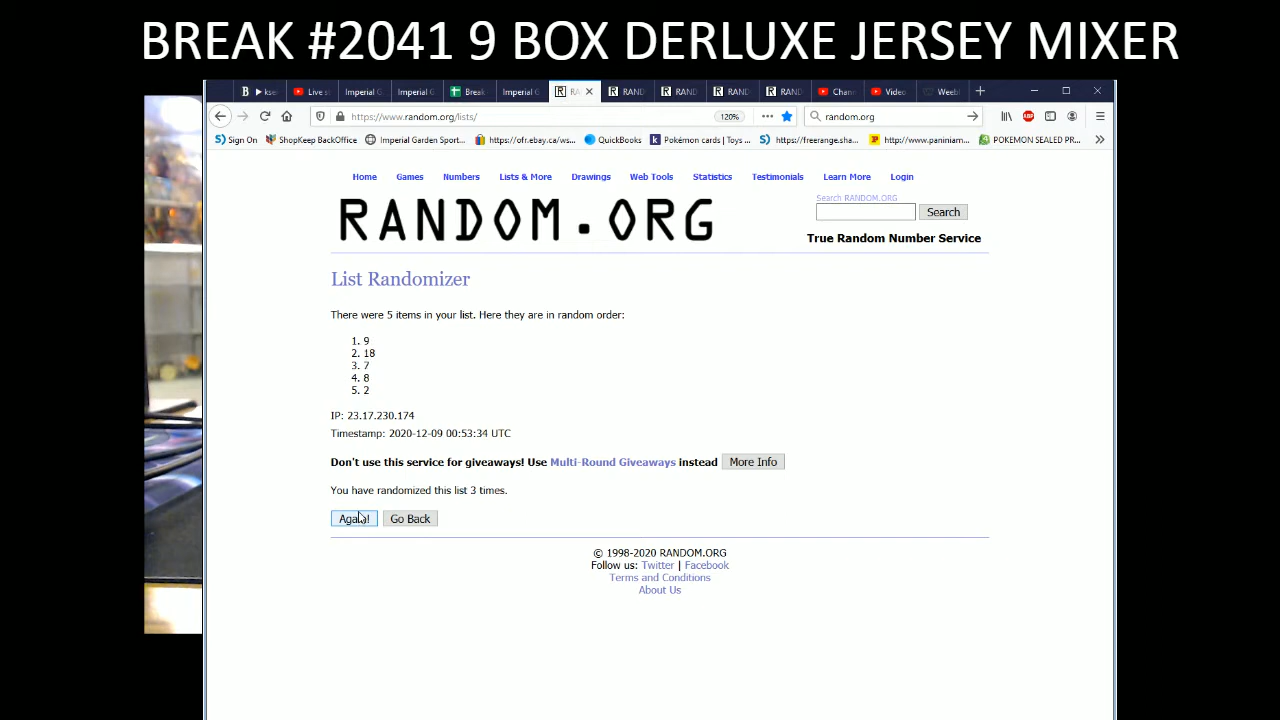 BREAK #2041 9 BOX DERLUXE JERSEY MIXER
B ▶ kse Live s Imperial G Imperial G Break Imperial G RA RAND RAND RAND RAND Chan Video Weebl
https://www.random.org/lists/ 120% random.org
Sign On ShopKeep BackOffice Imperial Garden Sport... https://ofr.ebay.ca/ws... QuickBooks Pokémon cards | Toys ... https://freerange.sha... http://www.paniniam... POKEMON SEALED PR...
Home Games Numbers Lists & More Drawings Web Tools Statistics Testimonials Learn More Login
Search RANDOM.ORG
RANDOM.ORG
Search
True Random Number Service
List Randomizer
There were 5 items in your list. Here they are in random order:
1. 9
2. 18
3. 7
4. 8
5. 2
IP: 23.17.230.174
Timestamp: 2020-12-09 00:53:34 UTC
Don't use this service for giveaways! Use Multi-Round Giveaways instead More Info
You have randomized this list 3 times.
Again! Go Back
© 1998-2020 RANDOM.ORG
Follow us: Twitter | Facebook
Terms and Conditions
About Us